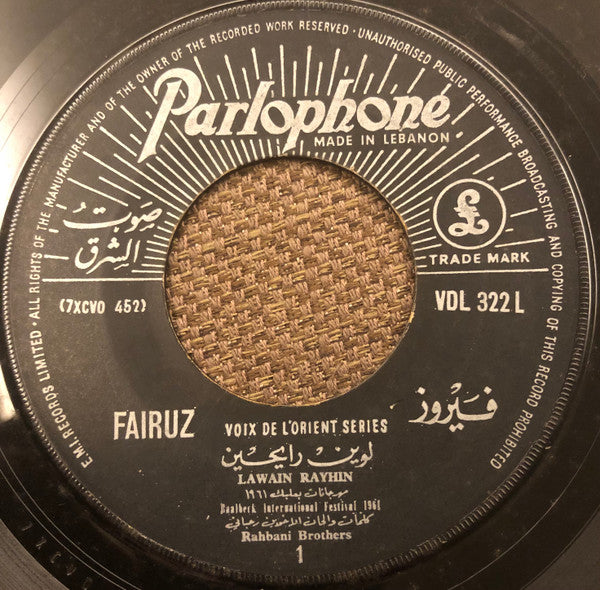 E.M.I. RECORDS LIMITED · ALL RIGHTS OF THE MANUFACTURER AND OF THE OWNER OF THE RECORDED WORK RESERVED · UNAUTHORISED PUBLIC PERFORMANCE BROADCASTING AND COPYING OF THIS RECORD PROHIBITED
Parlophone
MADE IN LEBANON
صوت
الشرق
£
TRADE MARK
(7XCVO 452)
VDL 322 L
FAIRUZ
VOIX DE L'ORIENT SERIES
فَيْروز
لوين رايحين
LAWAIN RAYHIN
مهرجانات بعلبك ١٩٦١
Baalbeck International Festival 1961
كلمات والحان الاخوين رحباني
Rahbani Brothers
1